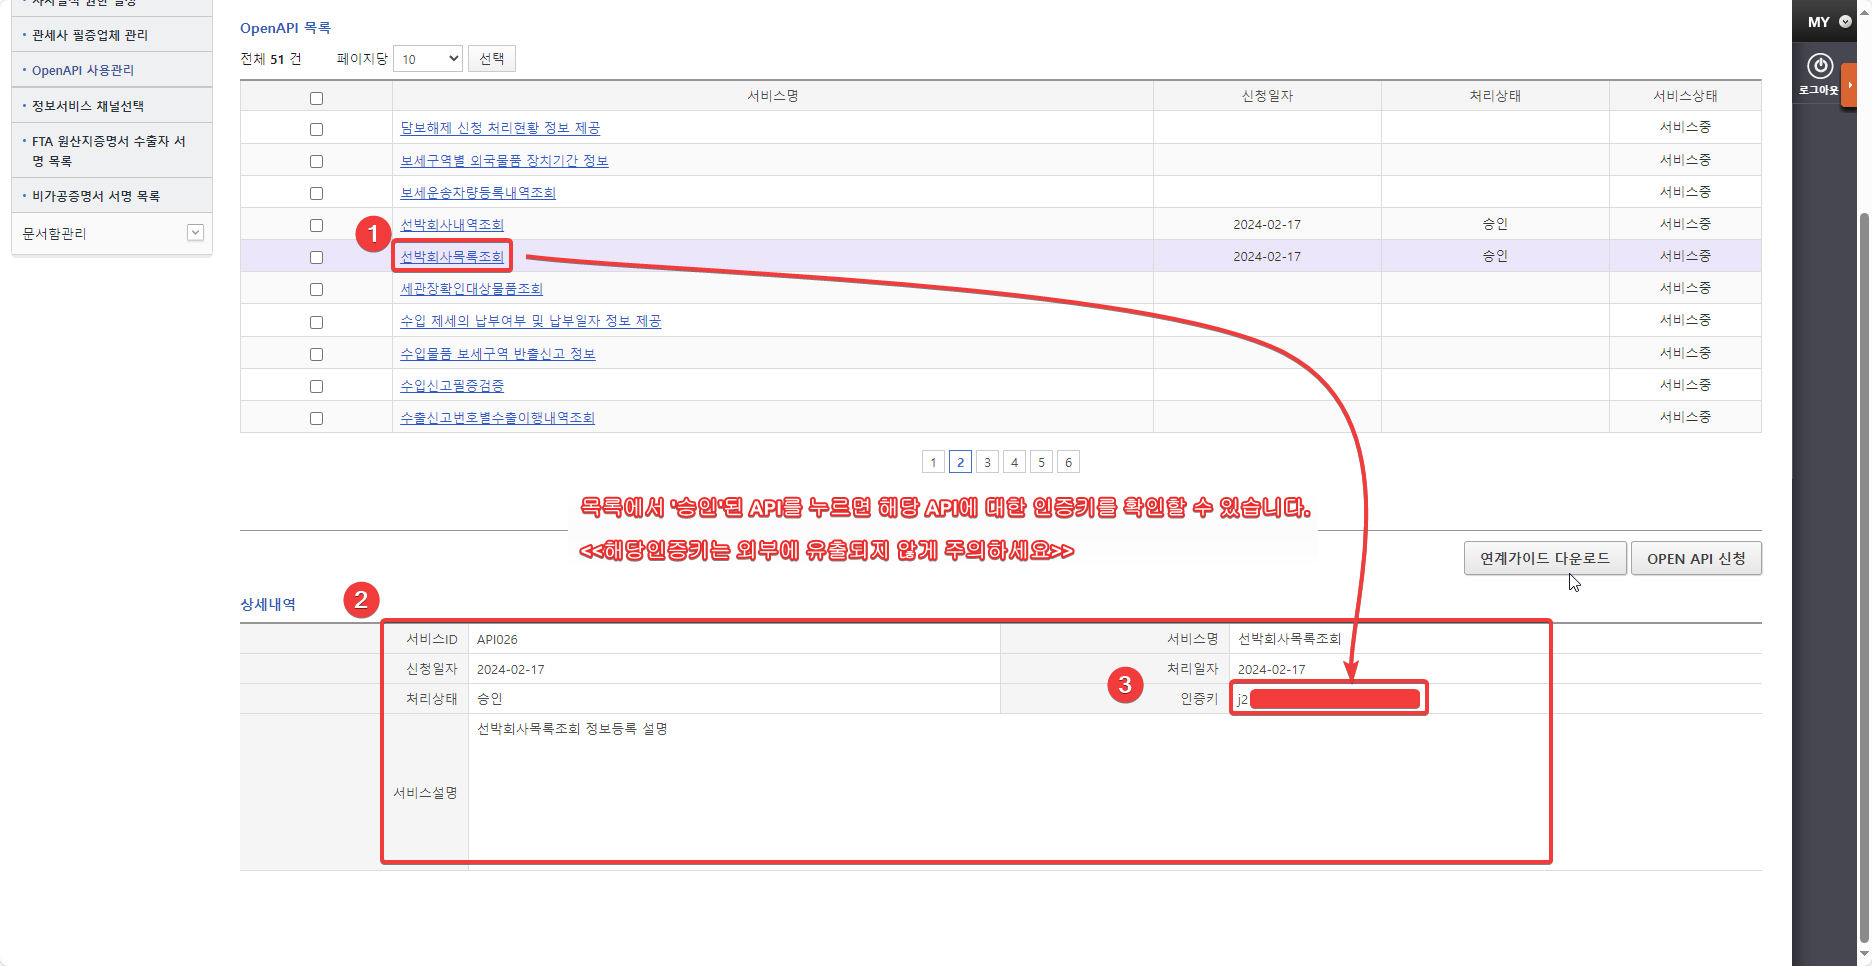 관세사 필증업체 관리
OpenAPI 사용관리
정보서비스 채널선택
FTA 원산지증명서 수출자 서
명 목록
비가공증명서 서명 목록
문서함관리
OpenAPI 목록
전체 51 건 페이지당 10 선택
서비스명 신청일자 처리상태 서비스상태
담보해제 신청 처리현황 정보 제공 서비스중
보세구역별 외국물품 장치기간 정보 서비스중
보세운송차량등록내역조회 서비스중
선박회사내역조회 2024-02-17 승인 서비스중
1
선박회사목록조회 2024-02-17 승인 서비스중
세관장확인대상물품조회 서비스중
수입 제세의 납부여부 및 납부일자 정보 제공 서비스중
수입물품 보세구역 반출신고 정보 서비스중
수입신고필증검증 서비스중
수출신고번호별수출이행내역조회 서비스중
1 2 3 4 5 6
목록에서 '승인'된 API를 누르면 해당 API에 대한 인증키를 확인할 수 있습니다.
<<해당인증키는 외부에 유출되지 않게 주의하세요>>
연계가이드 다운로드 OPEN API 신청
상세내역
2
서비스ID API026 서비스명 선박회사목록조회
신청일자 2024-02-17 처리일자 2024-02-17
3
처리상태 승인 인증키 j2
서비스설명 선박회사목록조회 정보등록 설명
MY
로그아웃